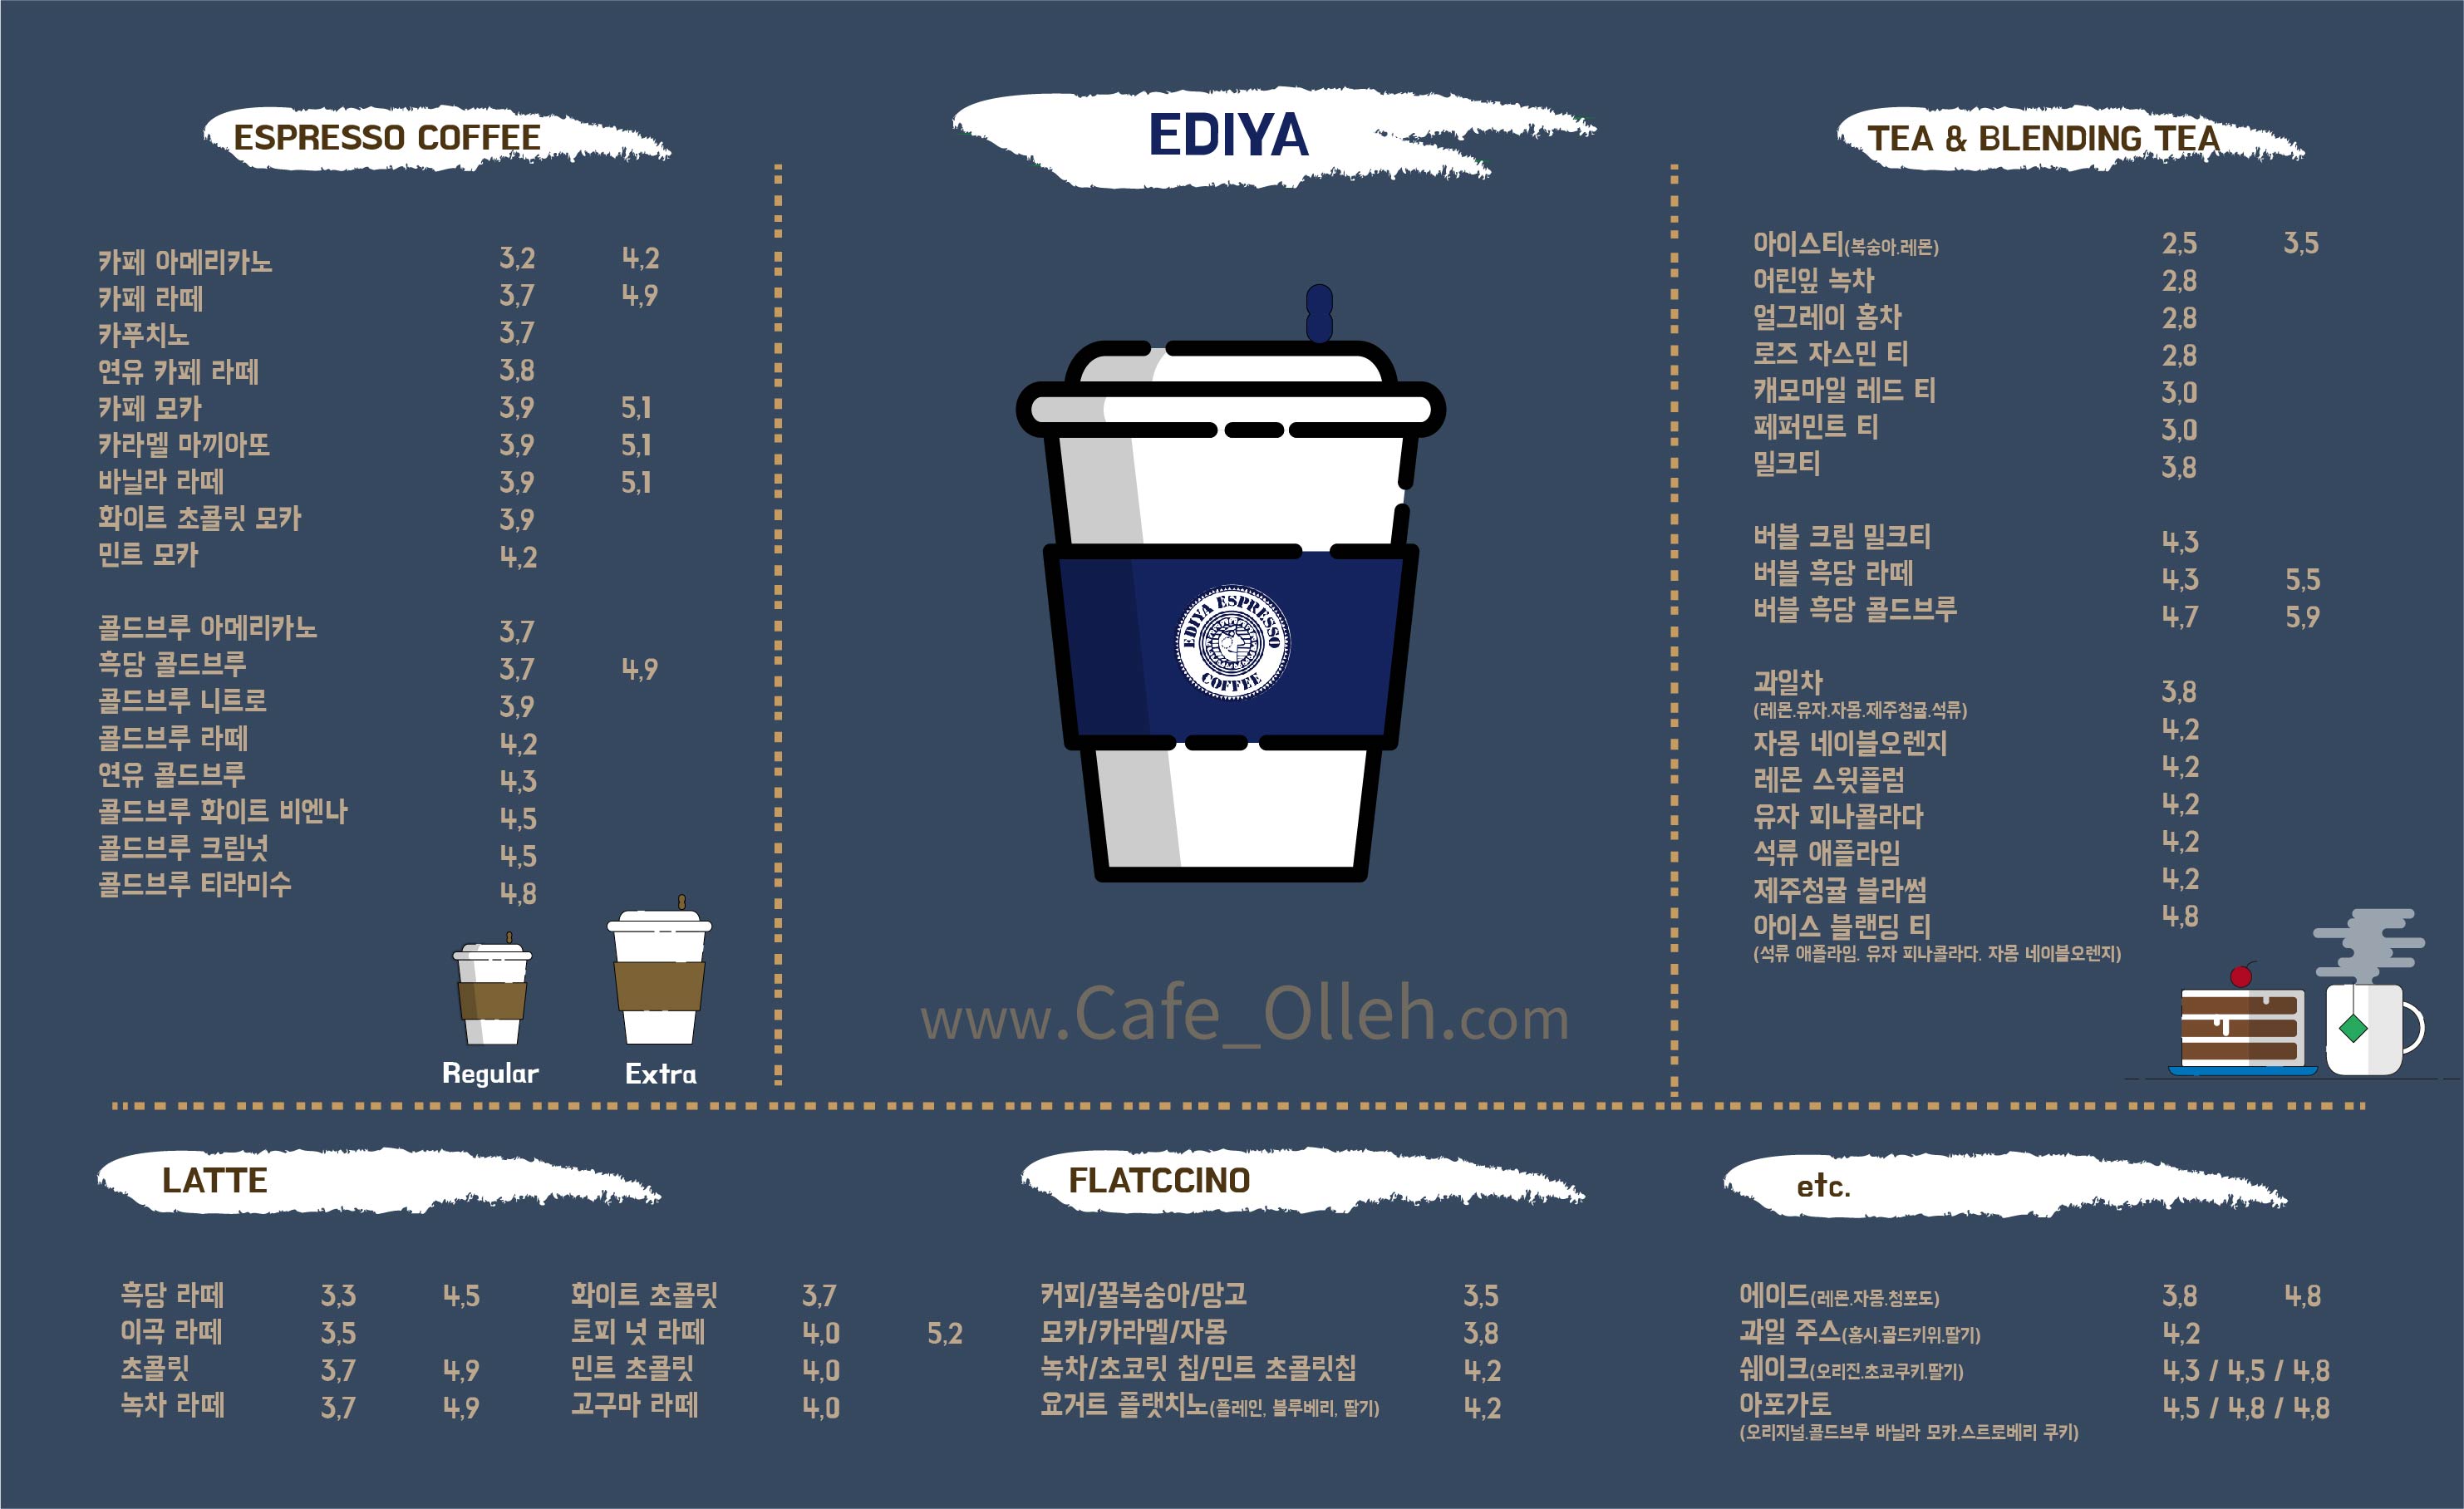 ESPRESSO COFFEE
카페 아메리카노 3,2 4,2
카페 라떼 3,7 4,9
카푸치노 3,7
연유 카페 라떼 3,8
카페 모카 3,9 5,1
카라멜 마끼아또 3,9 5,1
바닐라 라떼 3,9 5,1
화이트 초콜릿 모카 3,9
민트 모카 4,2
콜드브루 아메리카노 3,7
흑당 콜드브루 3,7 4,9
콜드브루 니트로 3,9
콜드브루 라떼 4,2
연유 콜드브루 4,3
콜드브루 화이트 비엔나 4,5
콜드브루 크림넛 4,5
콜드브루 티라미수 4,8
Regular Extra
EDIYA
EDIYA ESPRESSO
COFFEE
www.Cafe_Olleh.com
TEA & BLENDING TEA
아이스티(복숭아.레몬) 2,5 3,5
어린잎 녹차 2,8
얼그레이 홍차 2,8
로즈 자스민 티 2,8
캐모마일 레드 티 3,0
페퍼민트 티 3,0
밀크티 3,8
버블 크림 밀크티 4,3
버블 흑당 라떼 4,3 5,5
버블 흑당 콜드브루 4,7 5,9
과일차 3,8
(레몬.유자.자몽.제주청귤.석류)
자몽 네이블오렌지 4,2
레몬 스윗플럼 4,2
유자 피나콜라다 4,2
석류 애플라임 4,2
제주청귤 블라썸 4,2
아이스 블랜딩 티 4,8
(석류 애플라임. 유자 피나콜라다. 자몽 네이블오렌지)
LATTE
흑당 라떼 3,3 4,5
이곡 라떼 3,5
초콜릿 3,7 4,9
녹차 라떼 3,7 4,9
화이트 초콜릿 3,7
토피 넛 라떼 4,0 5,2
민트 초콜릿 4,0
고구마 라떼 4,0
FLATCCINO
커피/꿀복숭아/망고 3,5
모카/카라멜/자몽 3,8
녹차/초코릿 칩/민트 초콜릿칩 4,2
요거트 플랫치노(플레인, 블루베리, 딸기) 4,2
etc.
에이드(레몬.자몽.청포도) 3,8 4,8
과일 주스(홍시.골드키위.딸기) 4,2
쉐이크(오리진.초코쿠키.딸기) 4,3 / 4,5 / 4,8
아포가토 4,5 / 4,8 / 4,8
(오리지널.콜드브루 바닐라 모카.스트로베리 쿠키)